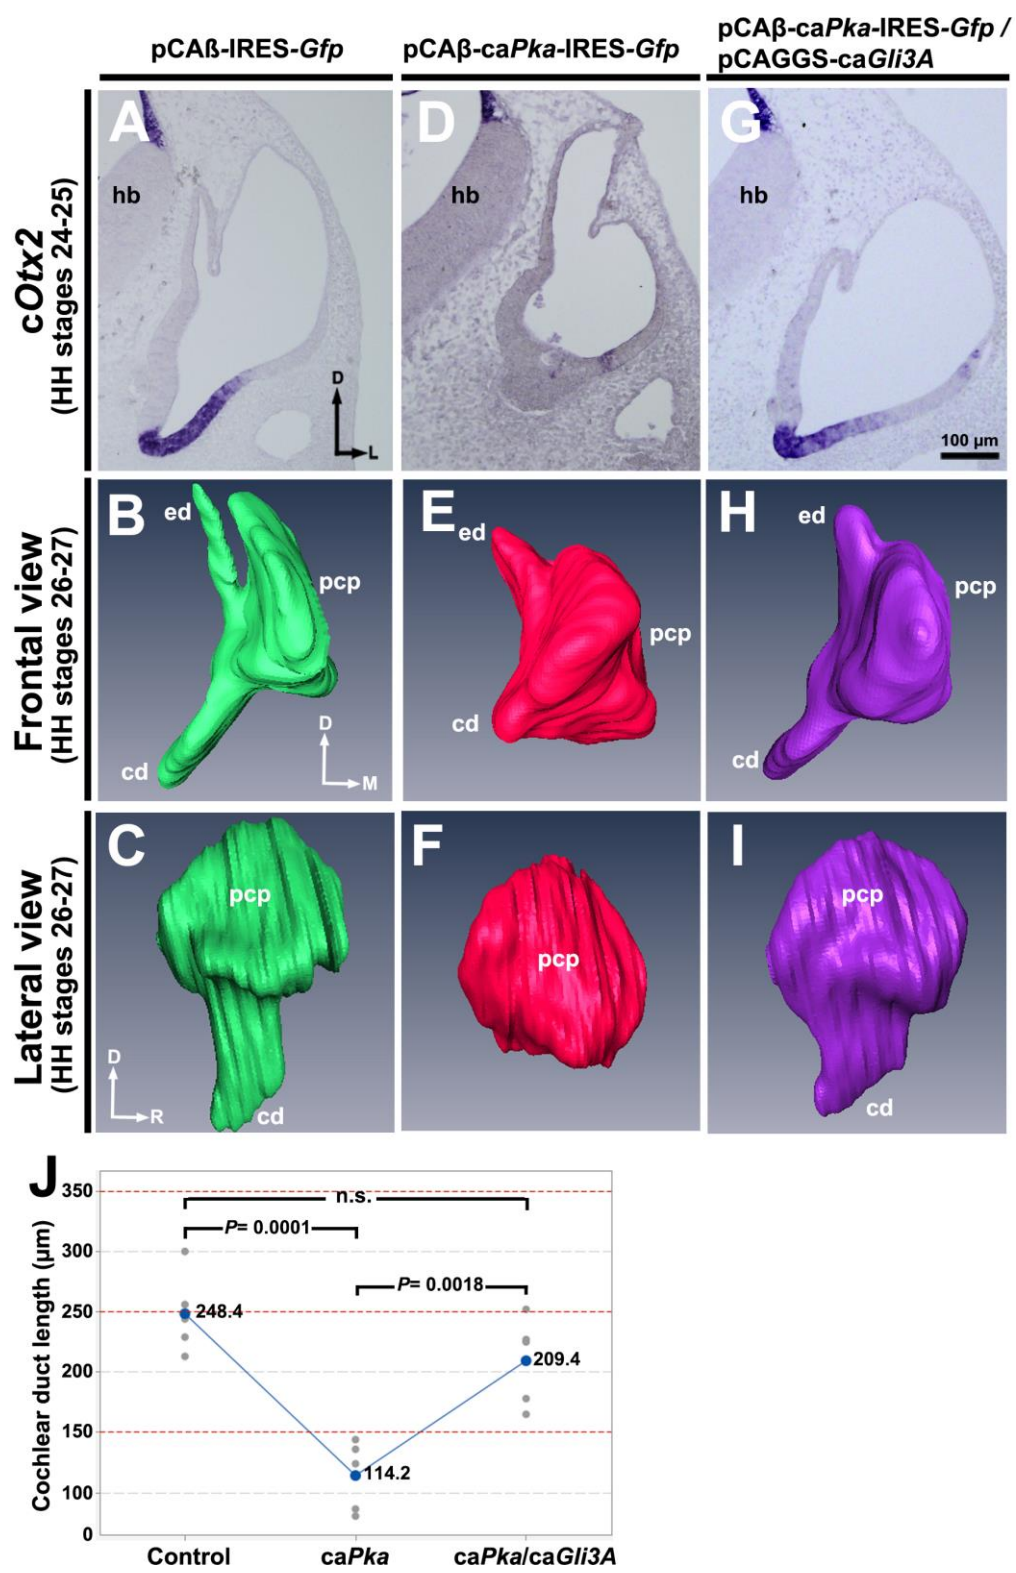 pCAß-IRES-Gfp
pCAβ-caPka-IRES-Gfp
pCAβ-caPka-IRES-Gfp /
pCAGGS-caGli3A
cOtx2
(HH stages 24-25)
A
hb
D
L
D
hb
G
hb
100 µm
Frontal view
(HH stages 26-27)
B
ed
pcp
cd
D
M
E
ed
pcp
cd
H
ed
pcp
cd
Lateral view
(HH stages 26-27)
C
pcp
cd
D
R
F
pcp
I
pcp
cd
J
Cochlear duct length (µm)
350
300
250
200
150
100
0
n.s.
P= 0.0001
P= 0.0018
248.4
114.2
209.4
Control
caPka
caPka/caGli3A